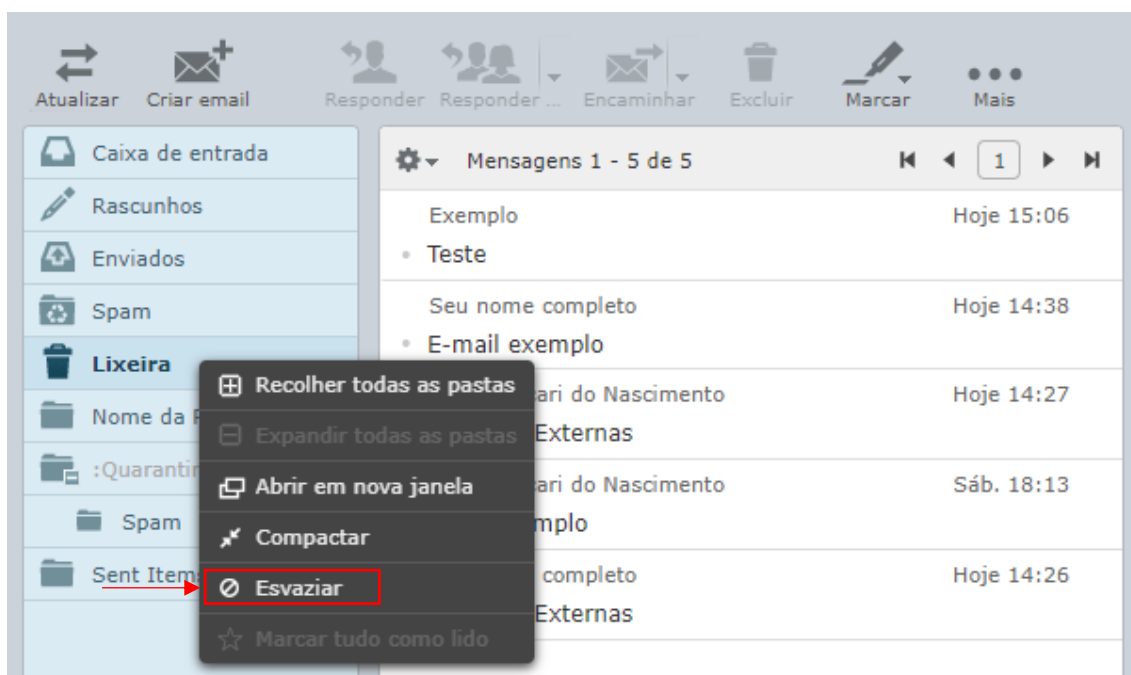 Atualizar Criar email Responder Responder ... Encaminhar Excluir Marcar Mais
Caixa de entrada
Rascunhos
Enviados
Spam
Lixeira
Nome da
:Quarantin
Spam
Sent Items
Recolher todas as pastas
Expandir todas as pastas
Abrir em nova janela
Compactar
Esvaziar
Marcar tudo como lido
Mensagens 1 - 5 de 5 1
Exemplo Hoje 15:06
Teste
Seu nome completo Hoje 14:38
E-mail exemplo
ari do Nascimento Hoje 14:27
Externas
ari do Nascimento Sáb. 18:13
mplo
completo Hoje 14:26
Externas